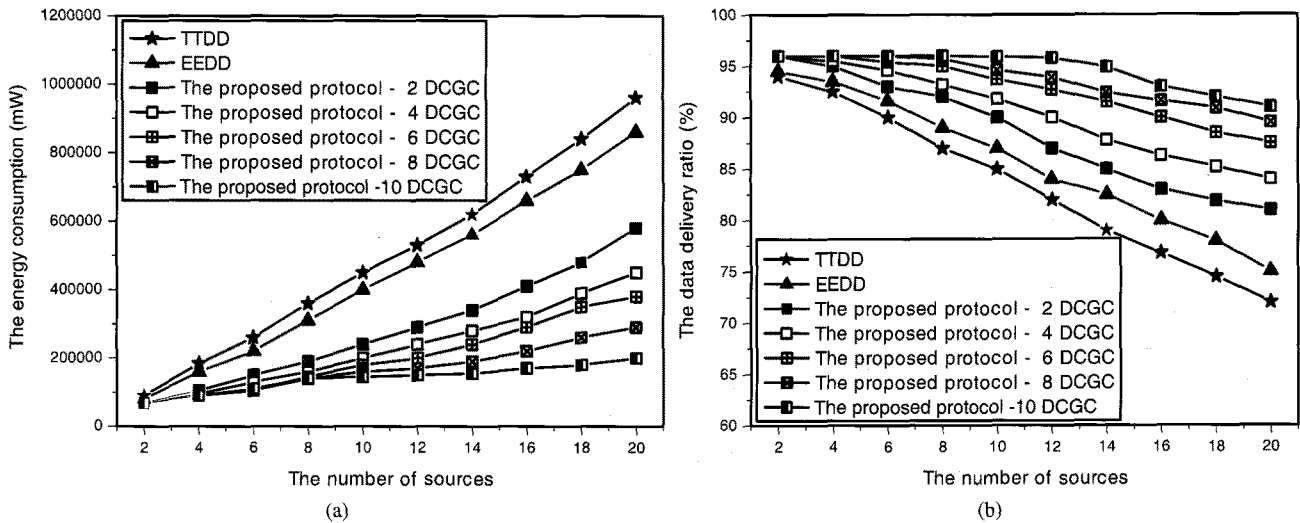 1200000
1000000
800000
600000
400000
200000
0
The energy consumption (mW)
TTDD
EEDD
The proposed protocol - 2 DCGC
The proposed protocol - 4 DCGC
The proposed protocol - 6 DCGC
The proposed protocol - 8 DCGC
The proposed protocol -10 DCGC
2 4 6 8 10 12 14 16 18 20
The number of sources
(a)
100
95
90
85
80
75
70
65
60
The data delivery ratio (%)
TTDD
EEDD
The proposed protocol - 2 DCGC
The proposed protocol - 4 DCGC
The proposed protocol - 6 DCGC
The proposed protocol - 8 DCGC
The proposed protocol -10 DCGC
2 4 6 8 10 12 14 16 18 20
The number of sources
(b)